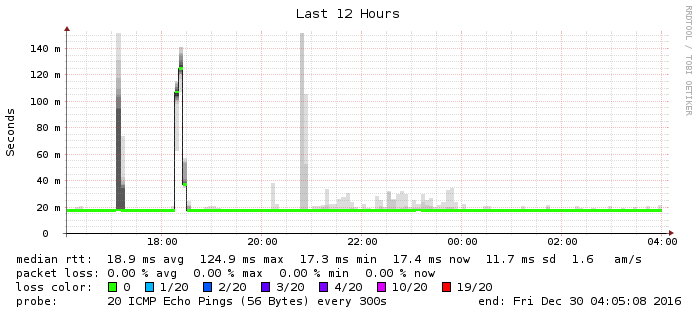 Last 12 Hours
RRDTOOL / TOBI OETIKER
Seconds
140 m
120 m
100 m
80 m
60 m
40 m
20 m
0
18:00 20:00 22:00 00:00 02:00 04:00
median rtt: 18.9 ms avg 124.9 ms max 17.3 ms min 17.4 ms now 11.7 ms sd 1.6 am/s
packet loss: 0.00 % avg 0.00 % max 0.00 % min 0.00 % now
loss color: 0 1/20 2/20 3/20 4/20 10/20 19/20
probe: 20 ICMP Echo Pings (56 Bytes) every 300s end: Fri Dec 30 04:05:08 2016